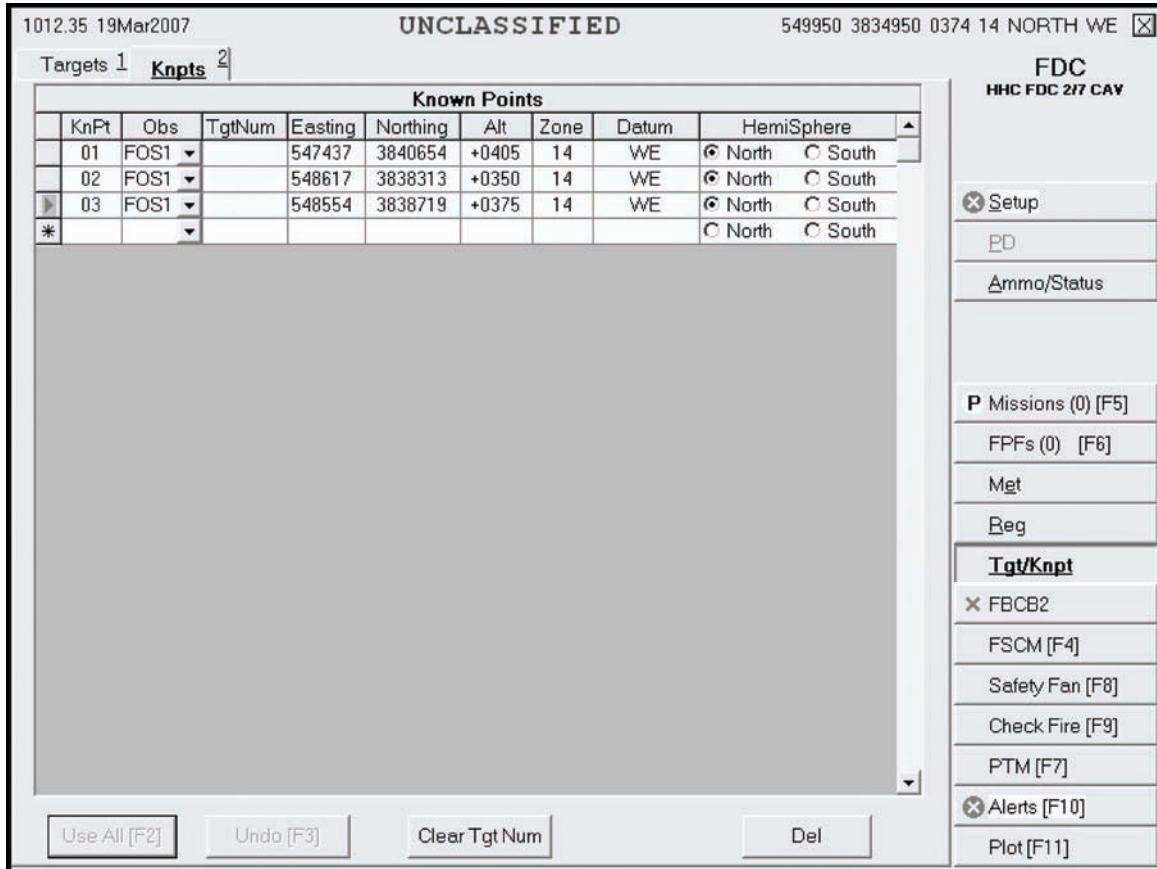 1012.35 19Mar2007 UNCLASSIFIED 549950 3834950 0374 14 NORTH WE
Targets 1 Knpts 2
FDC
HHC FDC 2/7 CAV
Known Points
KnPt Obs TgtNum Easting Northing Alt Zone Datum HemiSphere
01 FOS1 547437 3840654 +0405 14 WE North South
02 FOS1 548617 3838313 +0350 14 WE North South
03 FOS1 548554 3838719 +0375 14 WE North South
* North South
Setup
PD
Ammo/Status
P Missions (0) [F5]
FPFs (0) [F6]
Met
Reg
Tgt/Knpt
FBCB2
FSCM [F4]
Safety Fan [F8]
Check Fire [F9]
PTM [F7]
Alerts [F10]
Plot [F11]
Use All [F2] Undo [F3] Clear Tgt Num Del